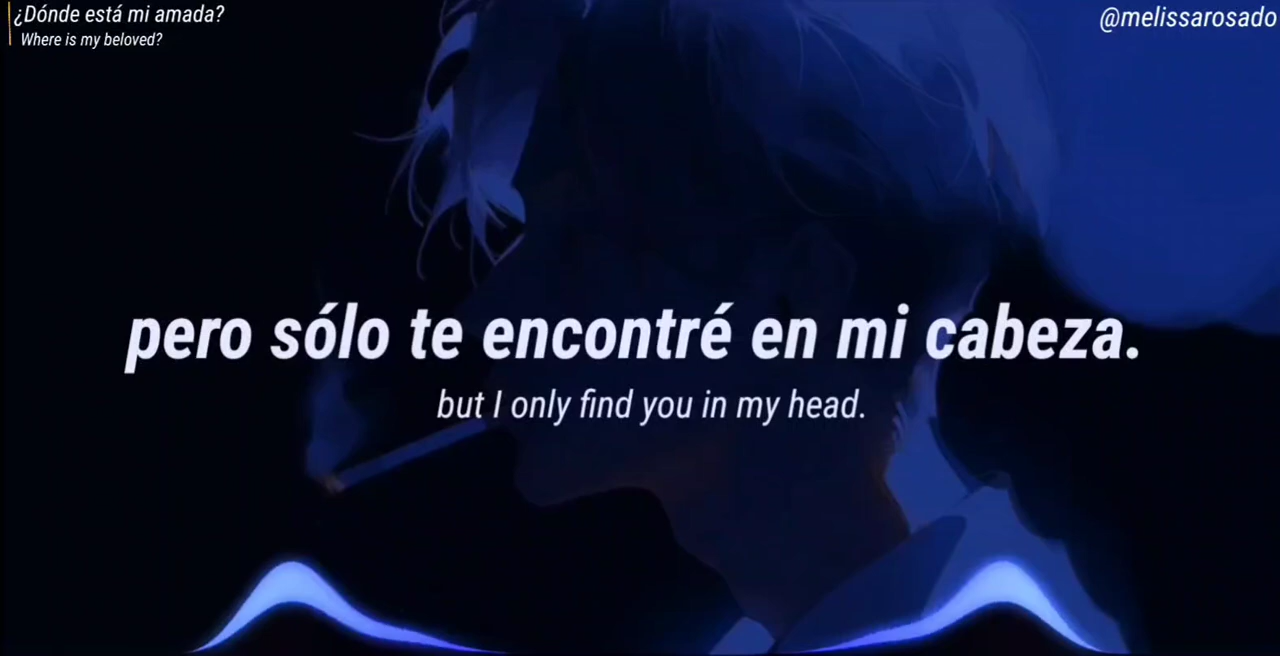 ¿Dónde está mi amada?
Where is my beloved?
@melissarosado
pero sólo te encontré en mi cabeza.
but I only find you in my head.